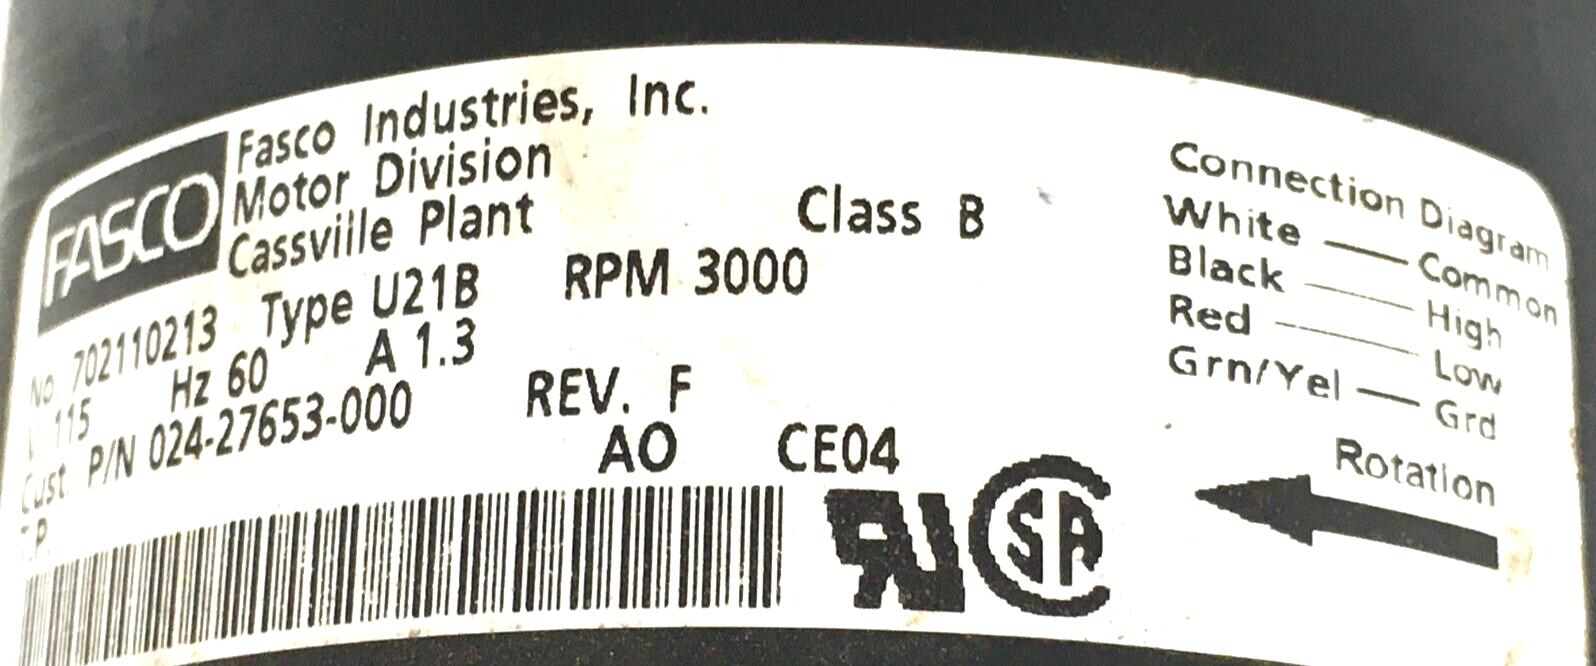 FASCO
Fasco Industries, Inc.
Motor Division
Cassviile Plant
Class B
No. 702110213 Type U21B RPM 3000
V 115 Hz 60 A 1.3
Cust. P/N 024-27653-000 REV. F
T.P. AO CE04
Connection Diagram
White — Common
Black — High
Red — Low
Grn/Yel — Grd
Rotation